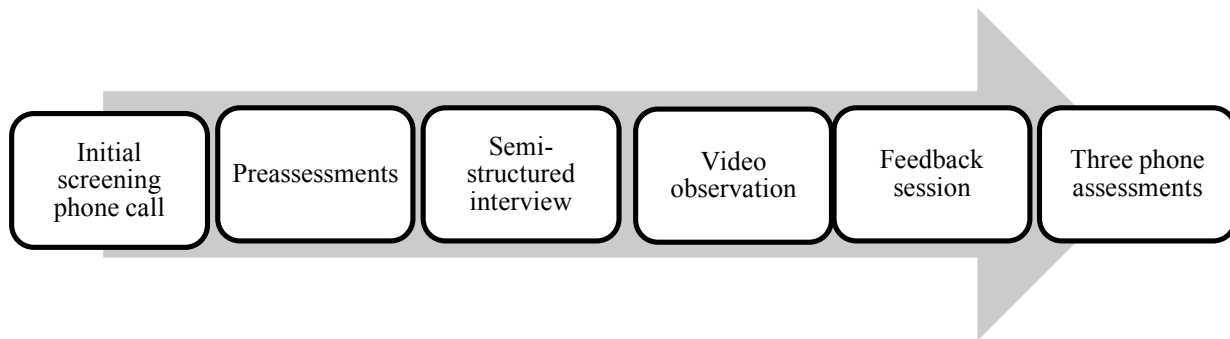 Initial
screening
phone call
Preassessments
Semi-
structured
interview
Video
observation
Feedback
session
Three phone
assessments